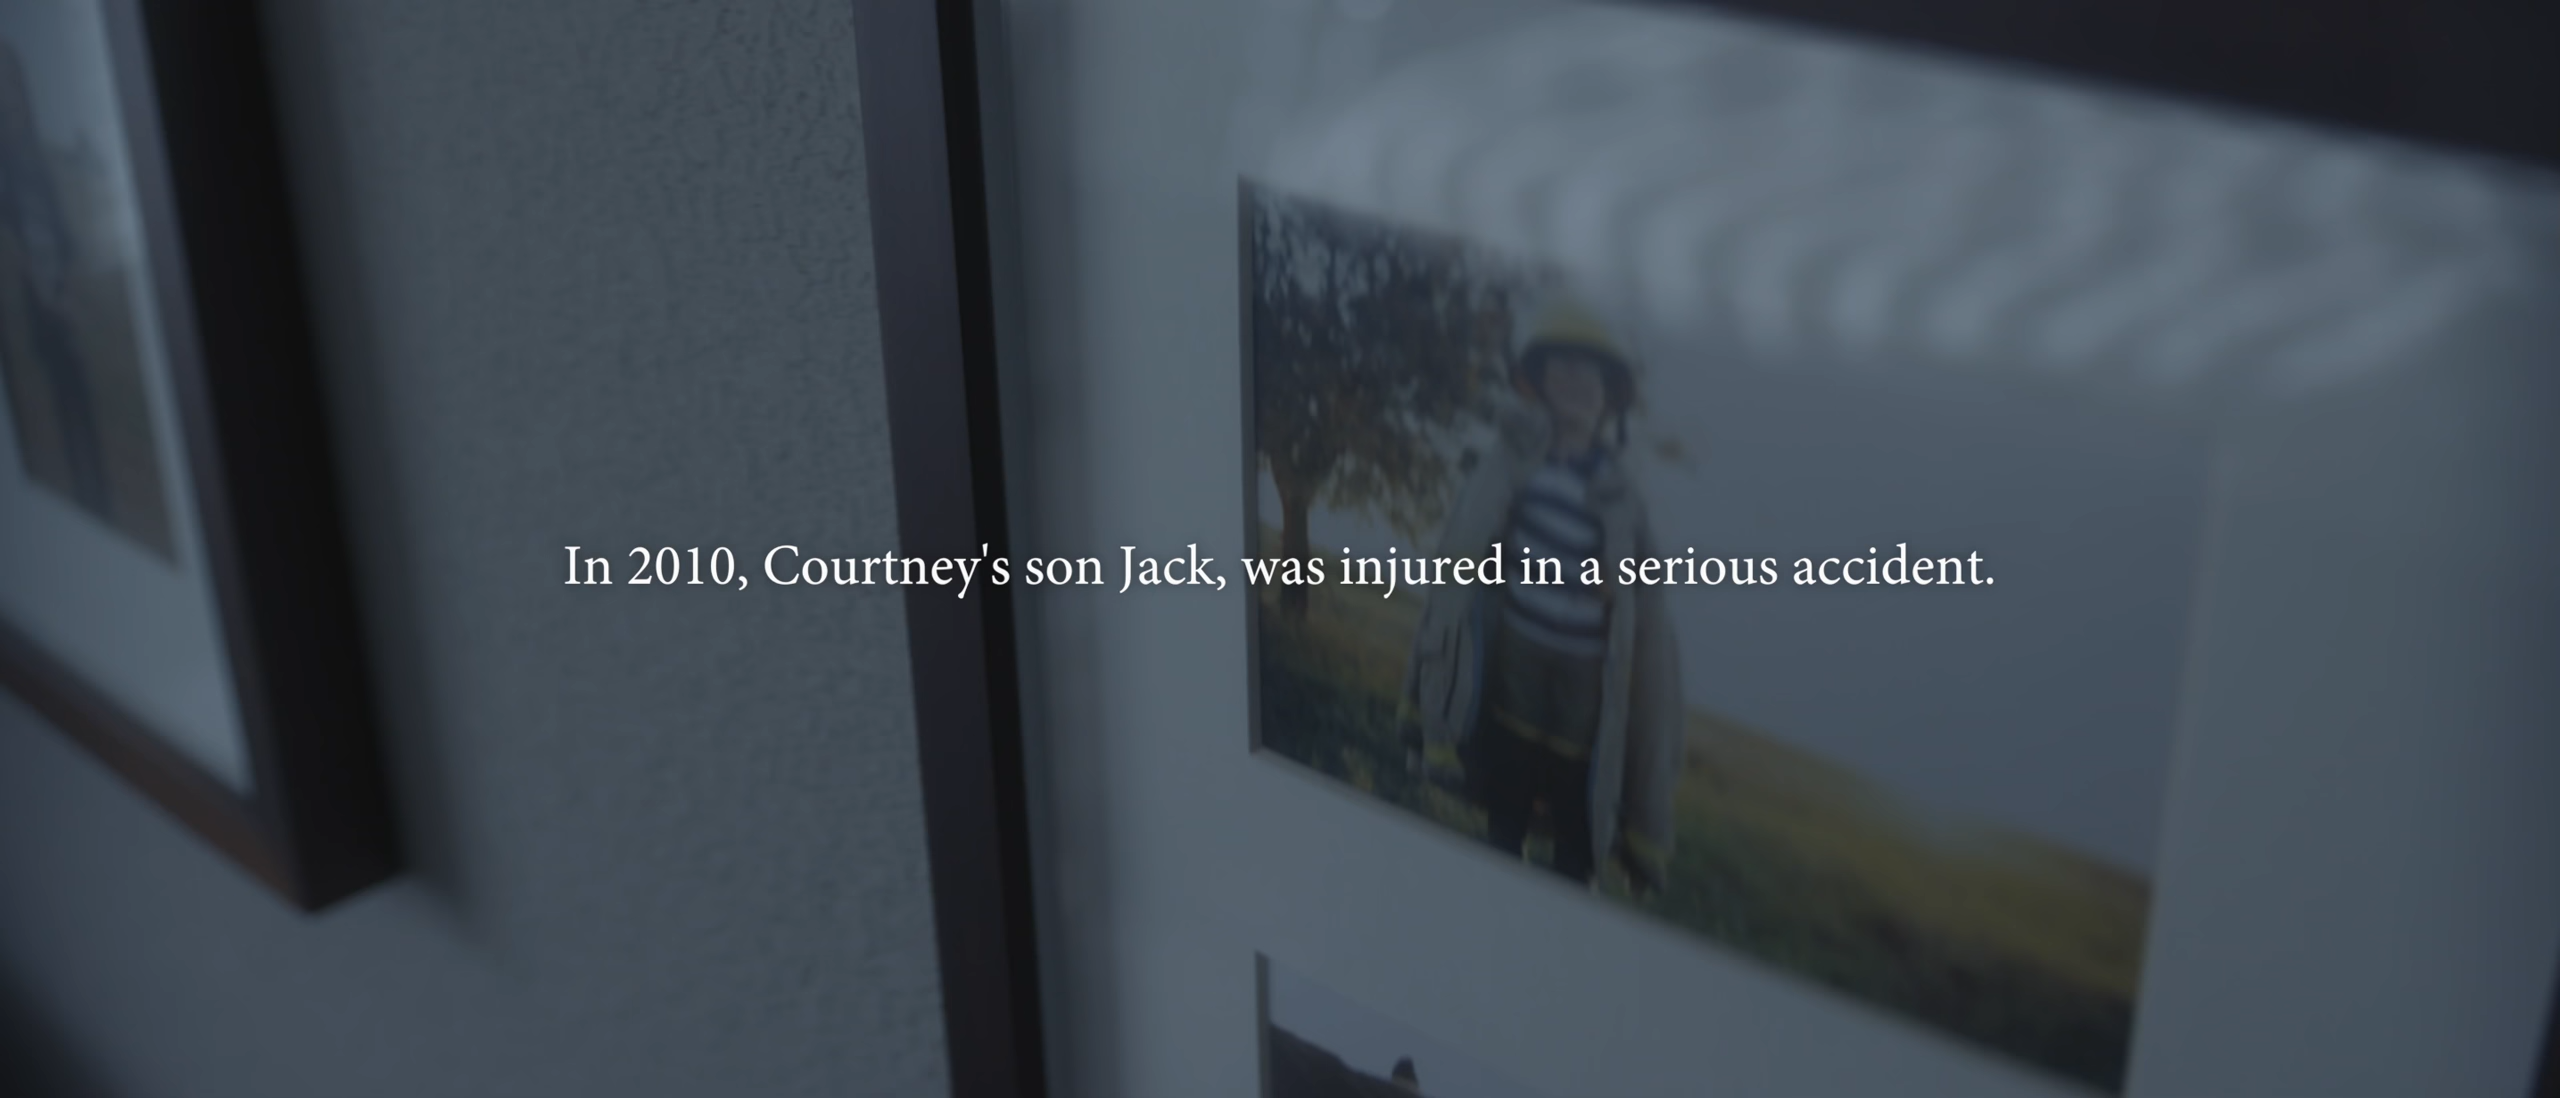 In 2010, Courtney's son Jack, was injured in a serious accident.